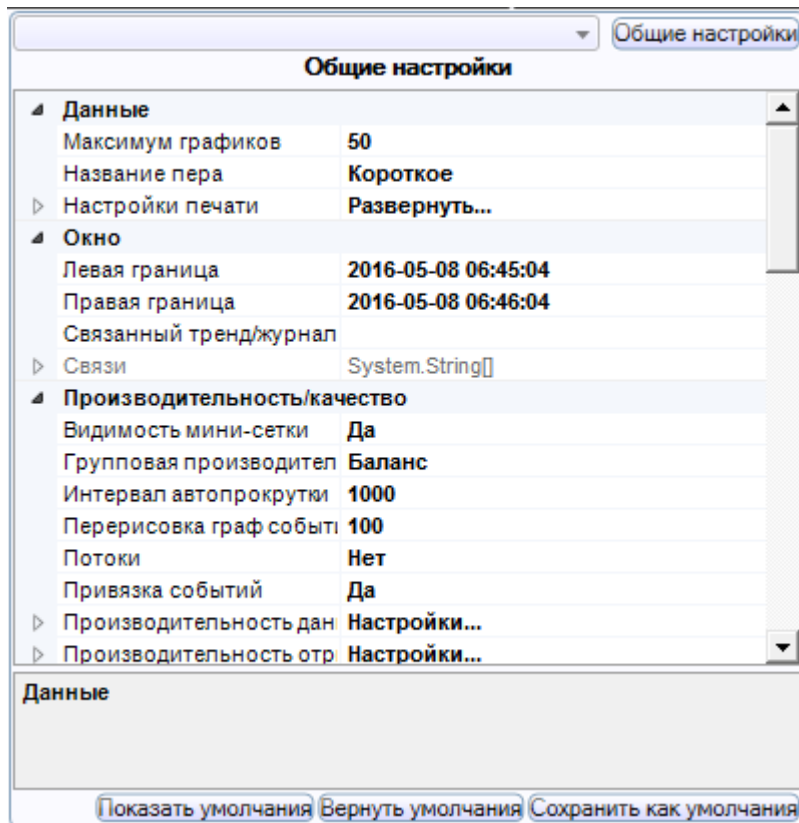 Общие настройки
Общие настройки
Данные
Максимум графиков 50
Название пера Короткое
Настройки печати Развернуть...
Окно
Левая граница 2016-05-08 06:45:04
Правая граница 2016-05-08 06:46:04
Связанный тренд/журнал
Связи System.String[]
Производительность/качество
Видимость мини-сетки Да
Групповая производител Баланс
Интервал автопрокрутки 1000
Перерисовка граф событ 100
Потоки Нет
Привязка событий Да
Производительность дан Настройки...
Производительность отр Настройки...
Данные
Показать умолчания Вернуть умолчания Сохранить как умолчания